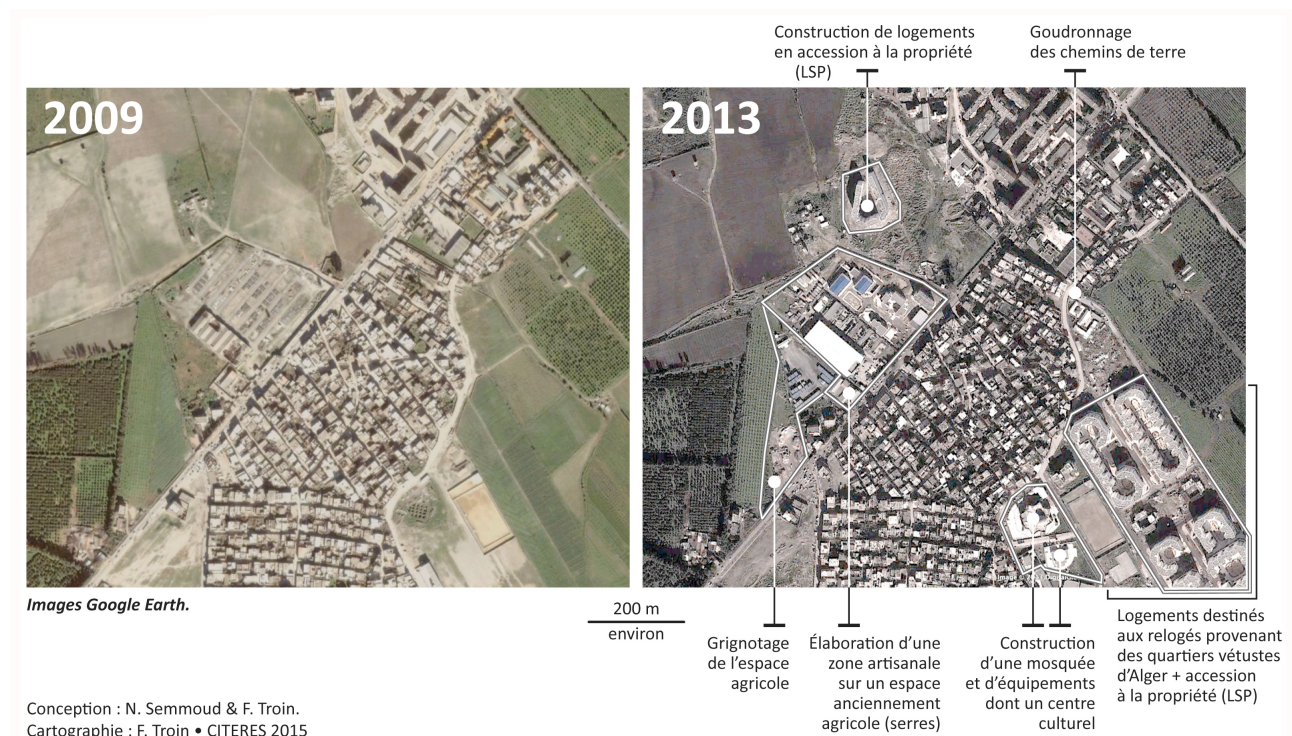 Construction de logements
en accession à la propriété
(LSP)
Goudronnage
des chemins de terre
2009
2013
Images Google Earth.
200 m
environ
Grignotage
de l'espace
agricole
Élaboration d'une
zone artisanale
sur un espace
anciennement
agricole (serres)
Construction
d'une mosquée
et d'équipements
dont un centre
culturel
Logements destinés
aux relogés provenant
des quartiers vétustes
d'Alger + accession
à la propriété (LSP)
Conception : N. Semmoud & F. Troin.
Cartographie : F. Troin • CITERES 2015